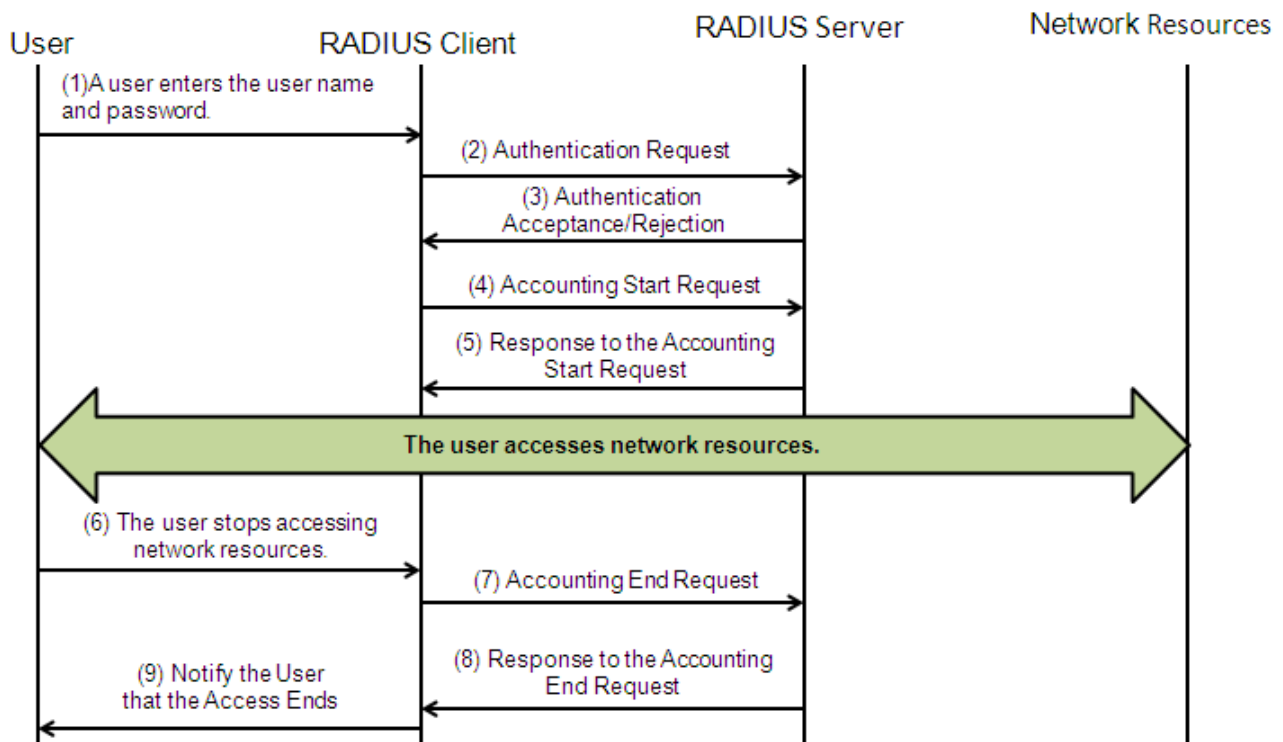 User
RADIUS Client
RADIUS Server
Network Resources
(1)A user enters the user name
and password.
(2) Authentication Request
(3) Authentication
Acceptance/Rejection
(4) Accounting Start Request
(5) Response to the Accounting
Start Request
The user accesses network resources.
(6) The user stops accessing
network resources.
(7) Accounting End Request
(8) Response to the Accounting
End Request
(9) Notify the User
that the Access Ends